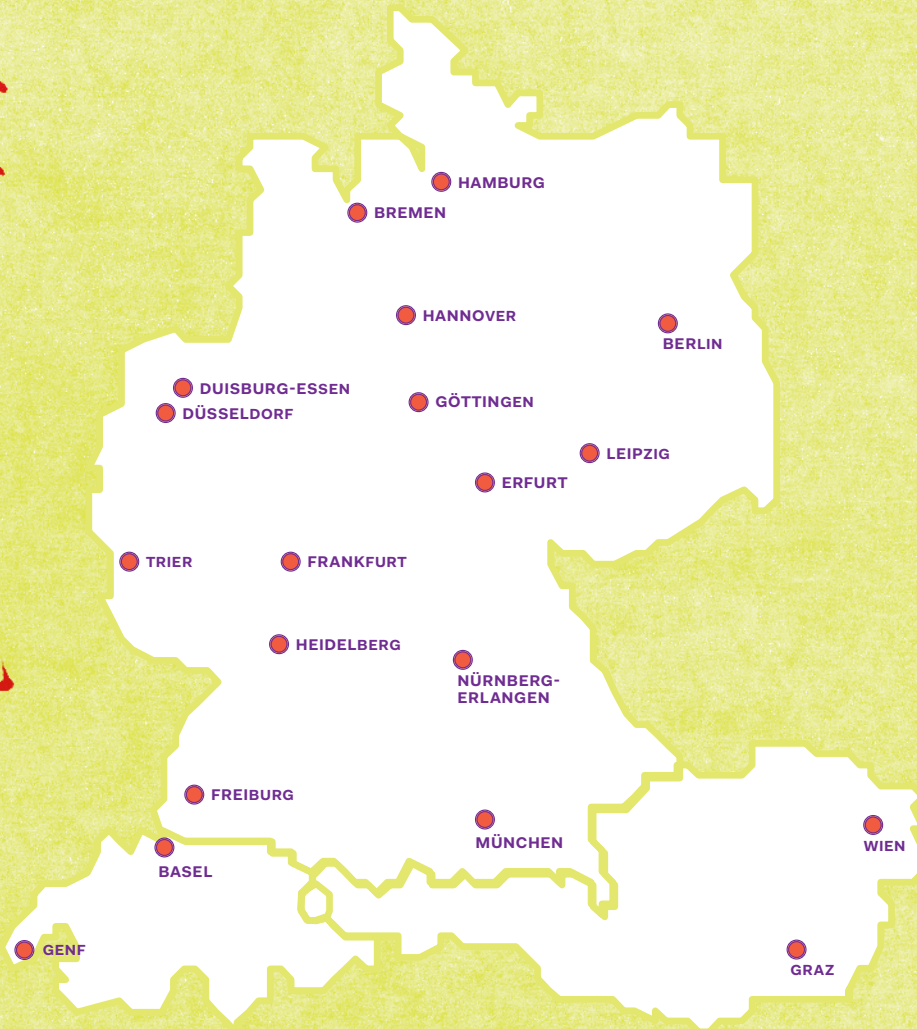 HAMBURG
BREMEN
HANNOVER
BERLIN
DUISBURG-ESSEN
DÜSSELDORF
GÖTTINGEN
LEIPZIG
ERFURT
TRIER
FRANKFURT
HEIDELBERG
NÜRNBERG-
ERLANGEN
FREIBURG
MÜNCHEN
WIEN
BASEL
GENF
GRAZ